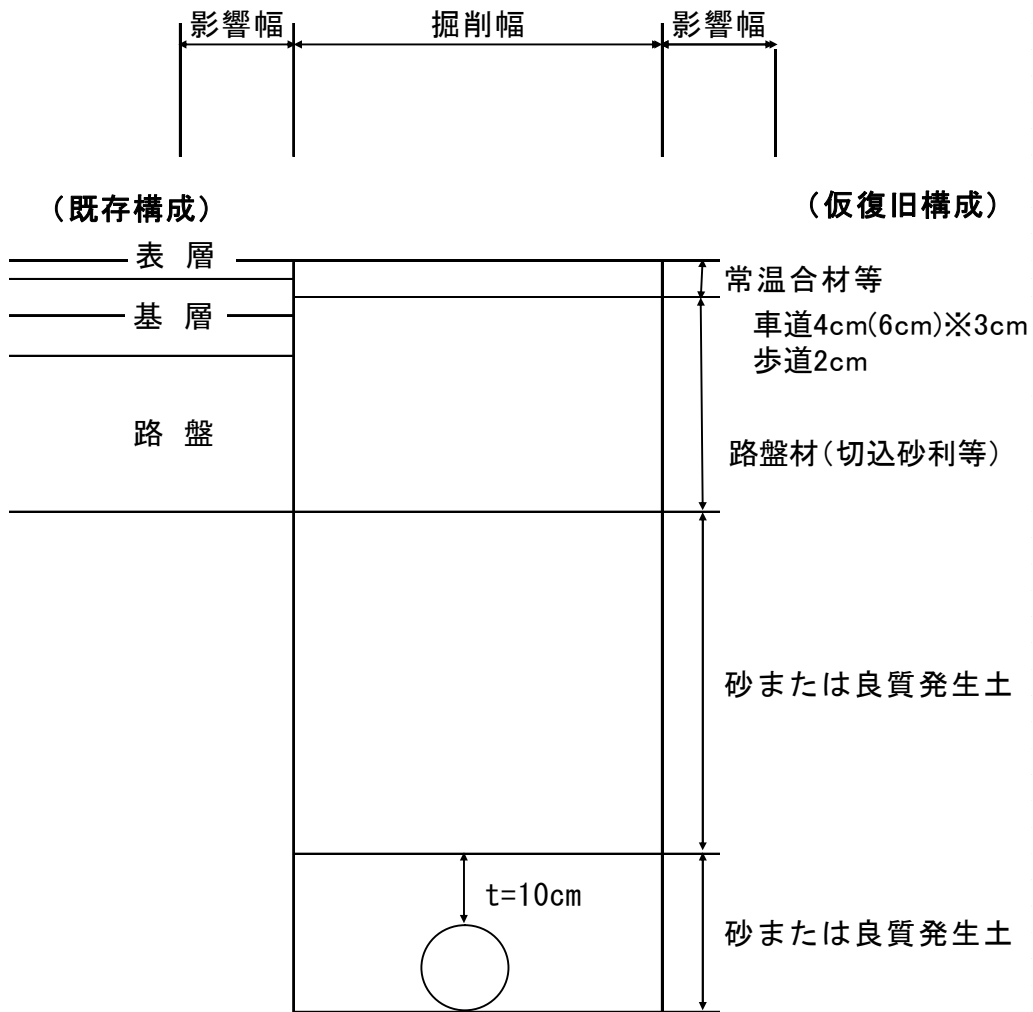 影響幅 掘削幅 影響幅
（既存構成） （仮復旧構成）
表 層
常温合材等
基 層
車道4cm(6cm)※3cm
歩道2cm
路 盤
路盤材（切込砂利等）
砂または良質発生土
t=10cm
砂または良質発生土